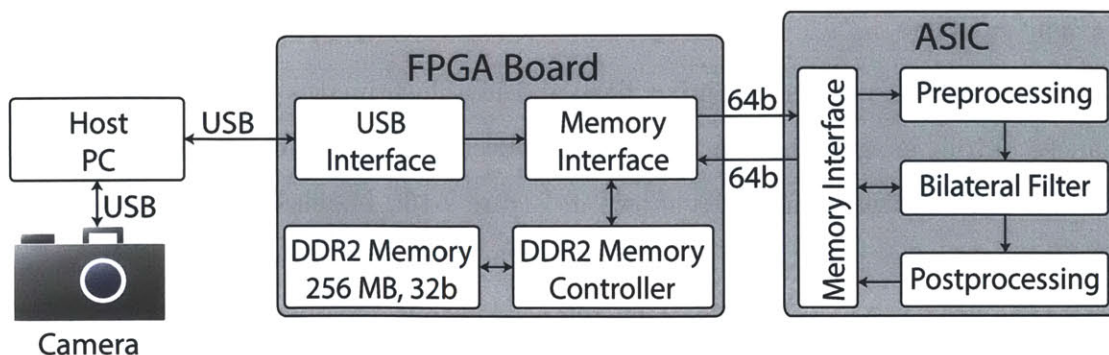 Host
PC
USB
USB
Camera
FPGA Board
USB
Interface
Memory
Interface
DDR2 Memory
256 MB, 32b
DDR2 Memory
Controller
64b
64b
ASIC
Memory Interface
Preprocessing
Bilateral Filter
Postprocessing